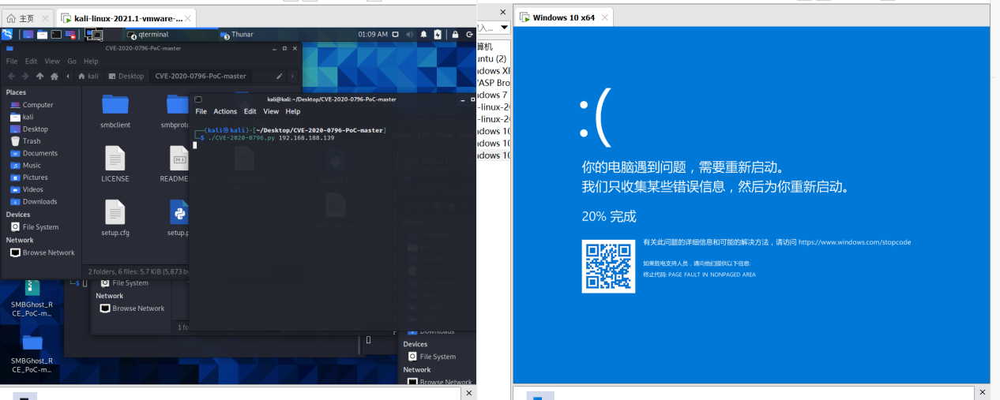 主页
kali-linux-2021.1-vmware-...
qterminal
Thunar
01:09 AM
CVE-2020-0796-PoC-master
File Edit View Go Help
kali
Desktop
CVE-2020-0796-PoC-master
Places
Computer
kali
Desktop
Trash
Documents
Music
Pictures
Videos
Downloads
Devices
File System
Network
Browse Network
smbclient
smbproto
LICENSE
README
setup.cfg
setup.p
2 folders, 6 files: 5.7 KiB (5,873 by
kali@kali: ~/Desktop/CVE-2020-0796-PoC-master
File Actions Edit View Help
(kali㉿kali)-[~/Desktop/CVE-2020-0796-PoC-master]
$ ./CVE-2020-0796.py 192.168.188.139
File System
Network
Browse Network
1 fo
SMBGhost_R
CE_PoC-m...
SMBGhost_R
CE_PoC-m...
Downloads
Devices
File System
Network
Browse Network
入...
算机
untu (2)
ndows XI
/ASP Bro
ndows 7
-linux-20
-linux-20
ndows 10
ndows 10
ndows 10
Windows 10 x64
:(
你的电脑遇到问题，需要重新启动。
我们只收集某些错误信息，然后为你重新启动。
20% 完成
有关此问题的详细信息和可能的解决方法，请访问 https://www.windows.com/stopcode
如果致电支持人员，请向他们提供以下信息:
终止代码: PAGE FAULT IN NONPAGED AREA